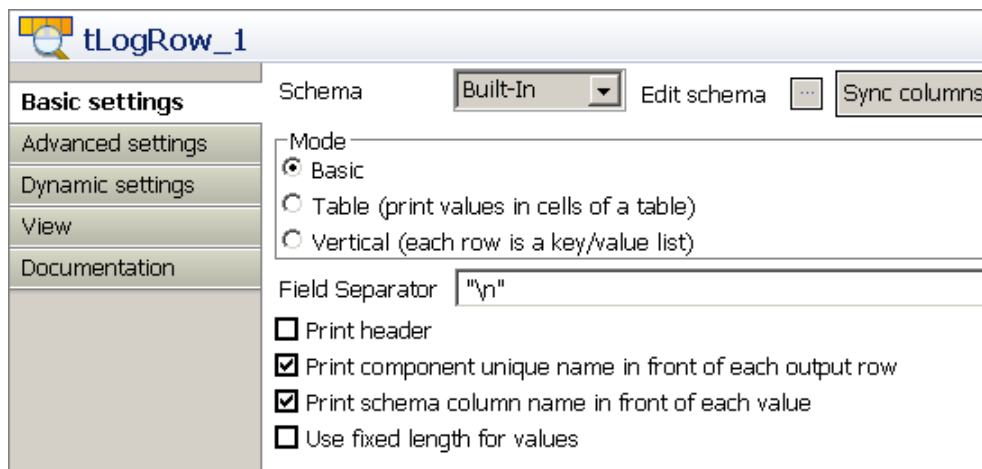 tLogRow_1
Basic settings
Advanced settings
Dynamic settings
View
Documentation
Schema Built-In Edit schema ... Sync columns
Mode
Basic
Table (print values in cells of a table)
Vertical (each row is a key/value list)
Field Separator "\n"
Print header
Print component unique name in front of each output row
Print schema column name in front of each value
Use fixed length for values